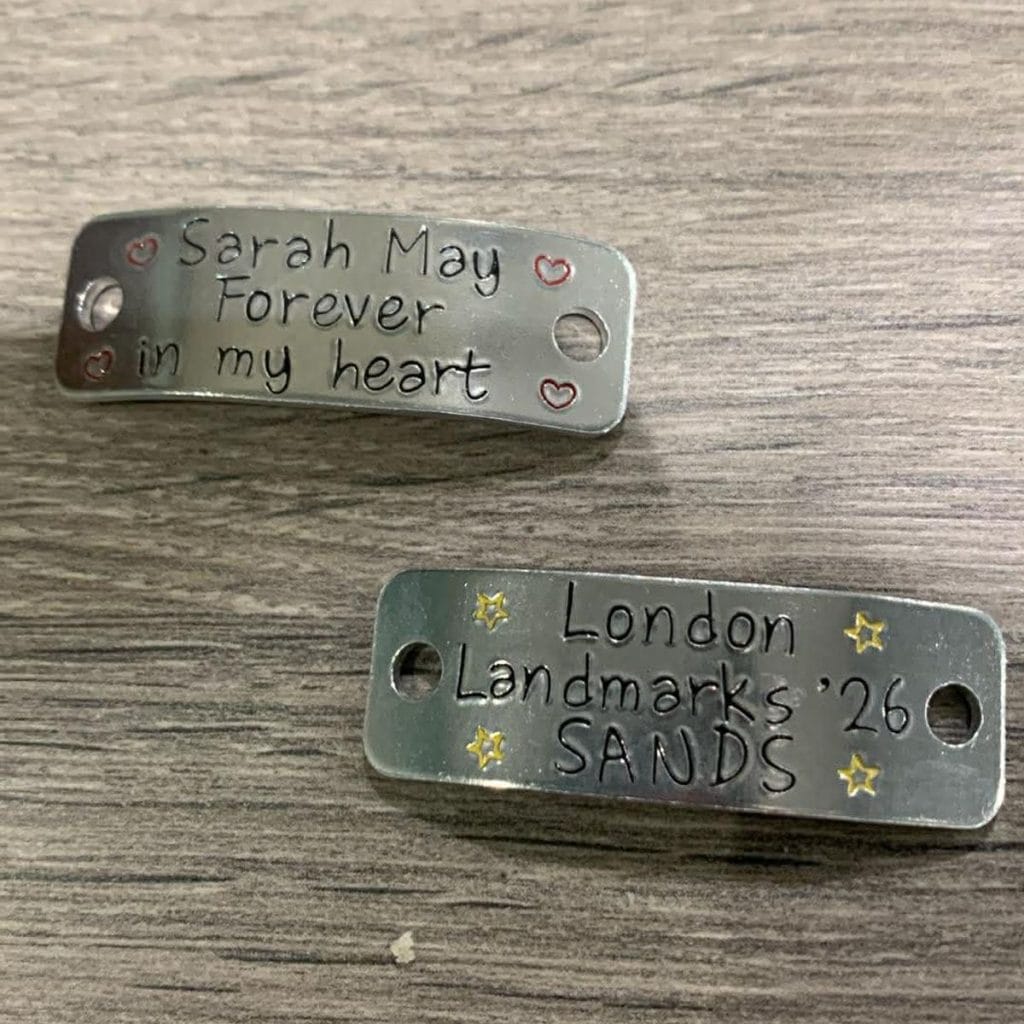 Sarah May
Forever
in my heart
London
Landmarks '26
SANDS